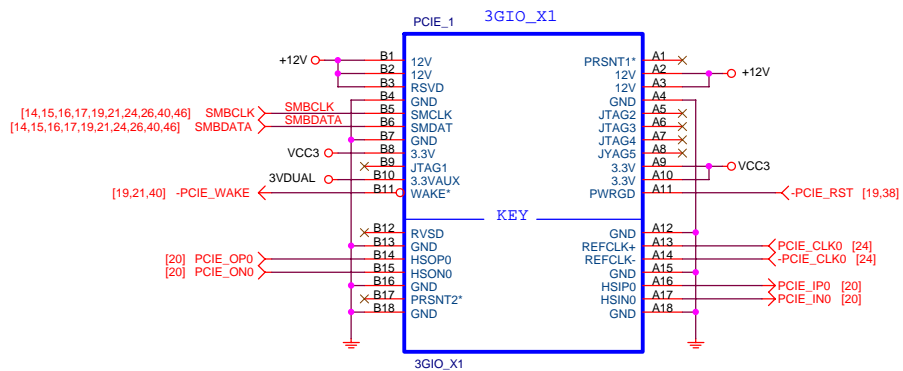 PCIE_1 3GIO_X1
+12V B1 12V PRSNT1* A1
B2 12V 12V A2 +12V
B3 RSVD 12V A3
B4 GND GND A4
[14,15,16,17,19,21,24,26,40,46] SMBCLK SMBCLK B5 SMCLK JTAG2 A5
[14,15,16,17,19,21,24,26,40,46] SMBDATA SMBDATA B6 SMDAT JTAG3 A6
B7 GND JTAG4 A7
VCC3 B8 3.3V JYAG5 A8
B9 JTAG1 3.3V A9 VCC3
3VDUAL B10 3.3VAUX 3.3V A10
[19,21,40] -PCIE_WAKE B11 WAKE* PWRGD A11 -PCIE_RST [19,38]
KEY
B12 RVSD GND A12
B13 GND REFCLK+ A13 PCIE_CLK0 [24]
[20] PCIE_OP0 B14 HSOP0 REFCLK- A14 -PCIE_CLK0 [24]
[20] PCIE_ON0 B15 HSON0 GND A15
B16 GND HSIP0 A16 PCIE_IP0 [20]
B17 PRSNT2* HSIN0 A17 PCIE_IN0 [20]
B18 GND GND A18
3GIO_X1